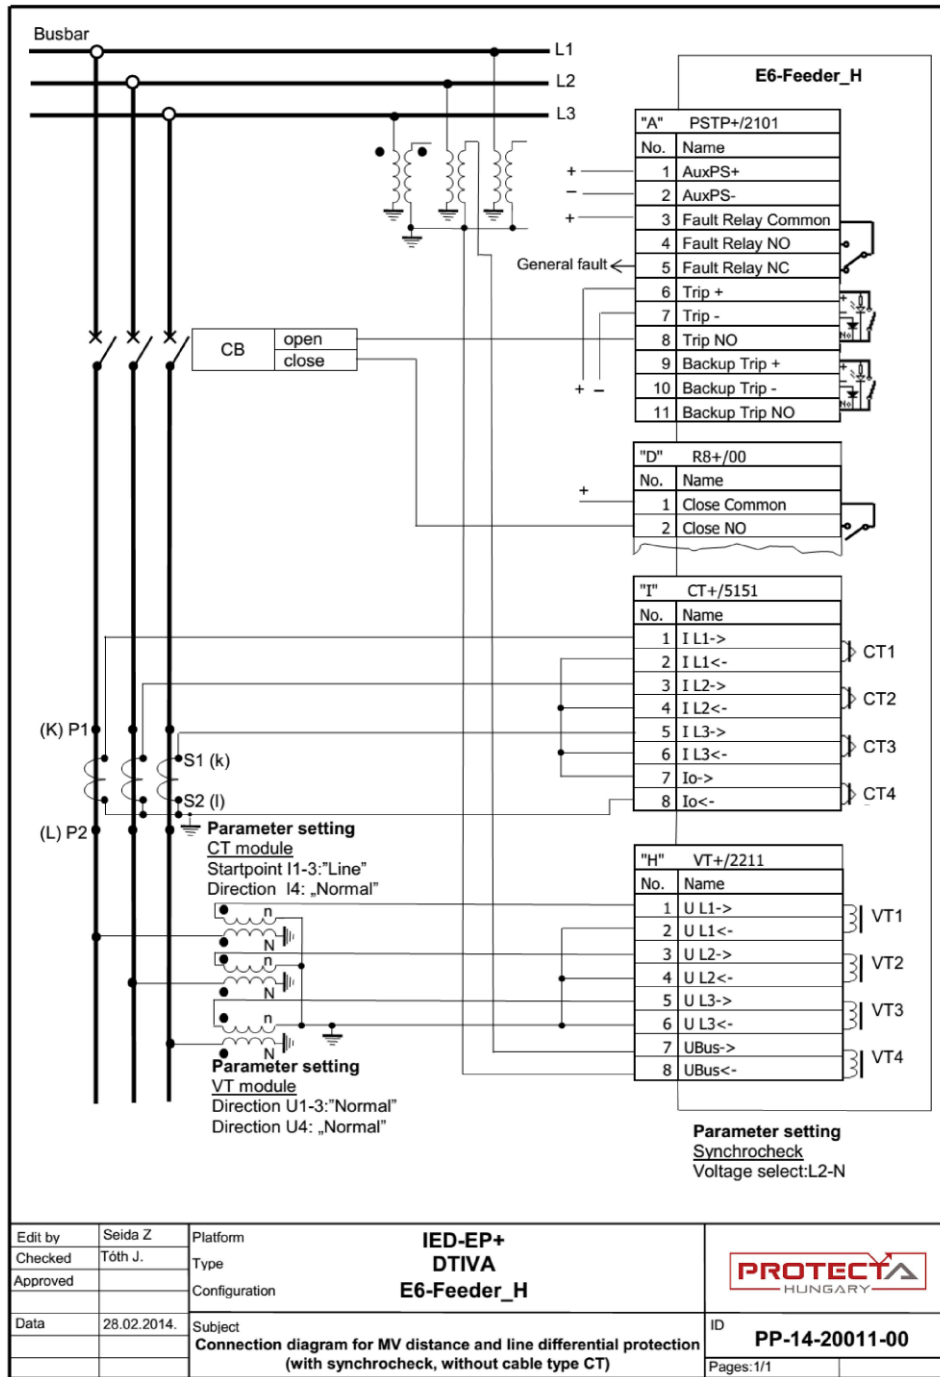 Busbar
L1
L2
L3
E6-Feeder_H
"A" PSTP+/2101
No. Name
1 AuxPS+
2 AuxPS-
3 Fault Relay Common
4 Fault Relay NO
5 Fault Relay NC
6 Trip +
7 Trip -
8 Trip NO
9 Backup Trip +
10 Backup Trip -
11 Backup Trip NO
+
−
+
General fault
+ −
CB
open
close
"D" R8+/00
No. Name
1 Close Common
2 Close NO
+
"I" CT+/5151
No. Name
1 I L1->
2 I L1<-
3 I L2->
4 I L2<-
5 I L3->
6 I L3<-
7 Io->
8 Io<-
CT1
CT2
CT3
CT4
(K) P1
S1 (k)
S2 (l)
(L) P2
Parameter setting
CT module
Startpoint I1-3:”Line”
Direction I4: „Normal”
"H" VT+/2211
No. Name
1 U L1->
2 U L1<-
3 U L2->
4 U L2<-
5 U L3->
6 U L3<-
7 UBus->
8 UBus<-
VT1
VT2
VT3
VT4
n
N
n
N
n
N
Parameter setting
VT module
Direction U1-3:”Normal”
Direction U4: „Normal”
Parameter setting
Synchrocheck
Voltage select:L2-N
Edit by Seida Z
Checked Tóth J.
Approved
Data 28.02.2014.
Platform IED-EP+
Type DTIVA
Configuration E6-Feeder_H
Subject
Connection diagram for MV distance and line differential protection
(with synchrocheck, without cable type CT)
PROTECTA
HUNGARY
ID
PP-14-20011-00
Pages:1/1